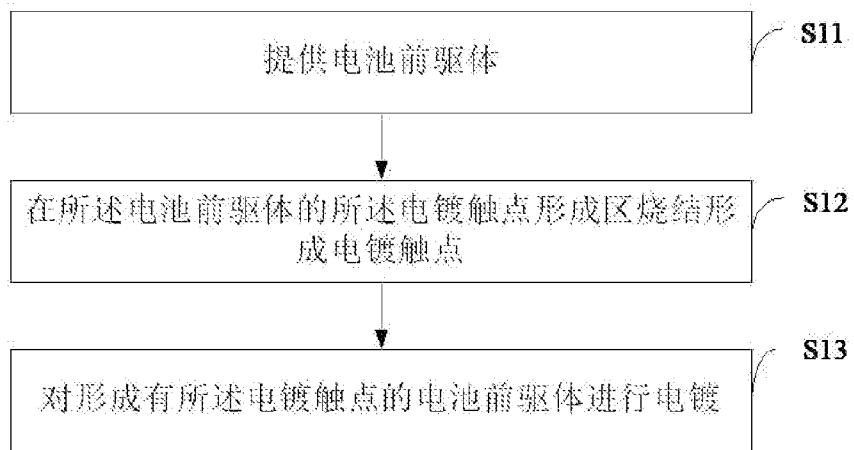 提供电池前驱体
S11
在所述电池前驱体的所述电镀触点形成区烧结形
成电镀触点
S12
对形成有所述电镀触点的电池前驱体进行电镀
S13